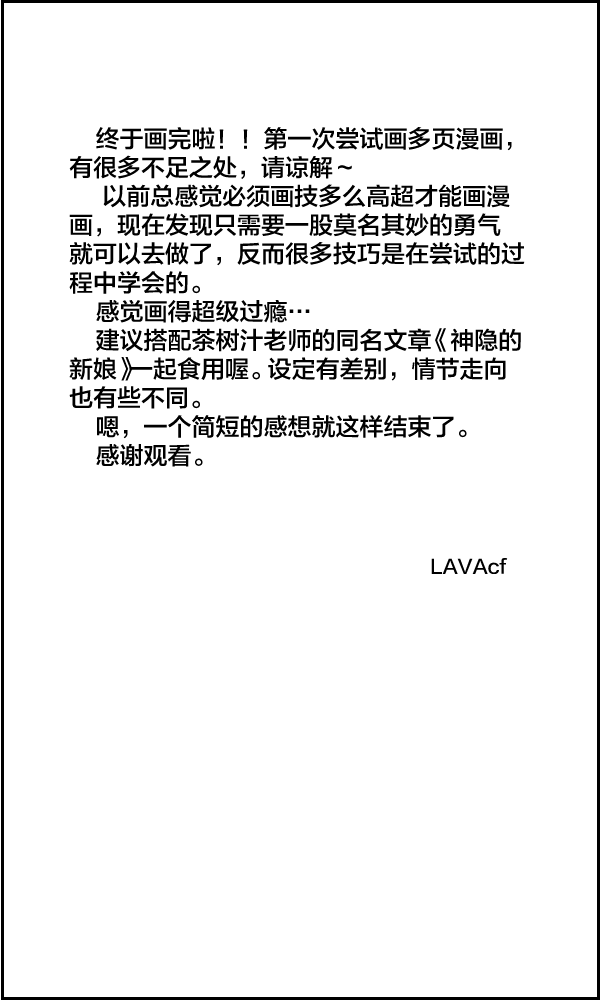 终于画完啦！！第一次尝试画多页漫画，
有很多不足之处，请谅解～
以前总感觉必须画技多么高超才能画漫
画，现在发现只需要一股莫名其妙的勇气
就可以去做了，反而很多技巧是在尝试的过
程中学会的。
感觉画得超级过瘾…
建议搭配茶树汁老师的同名文章《神隐的
新娘》一起食用喔。设定有差别，情节走向
也有些不同。
嗯，一个简短的感想就这样结束了。
感谢观看。
LAVAcf